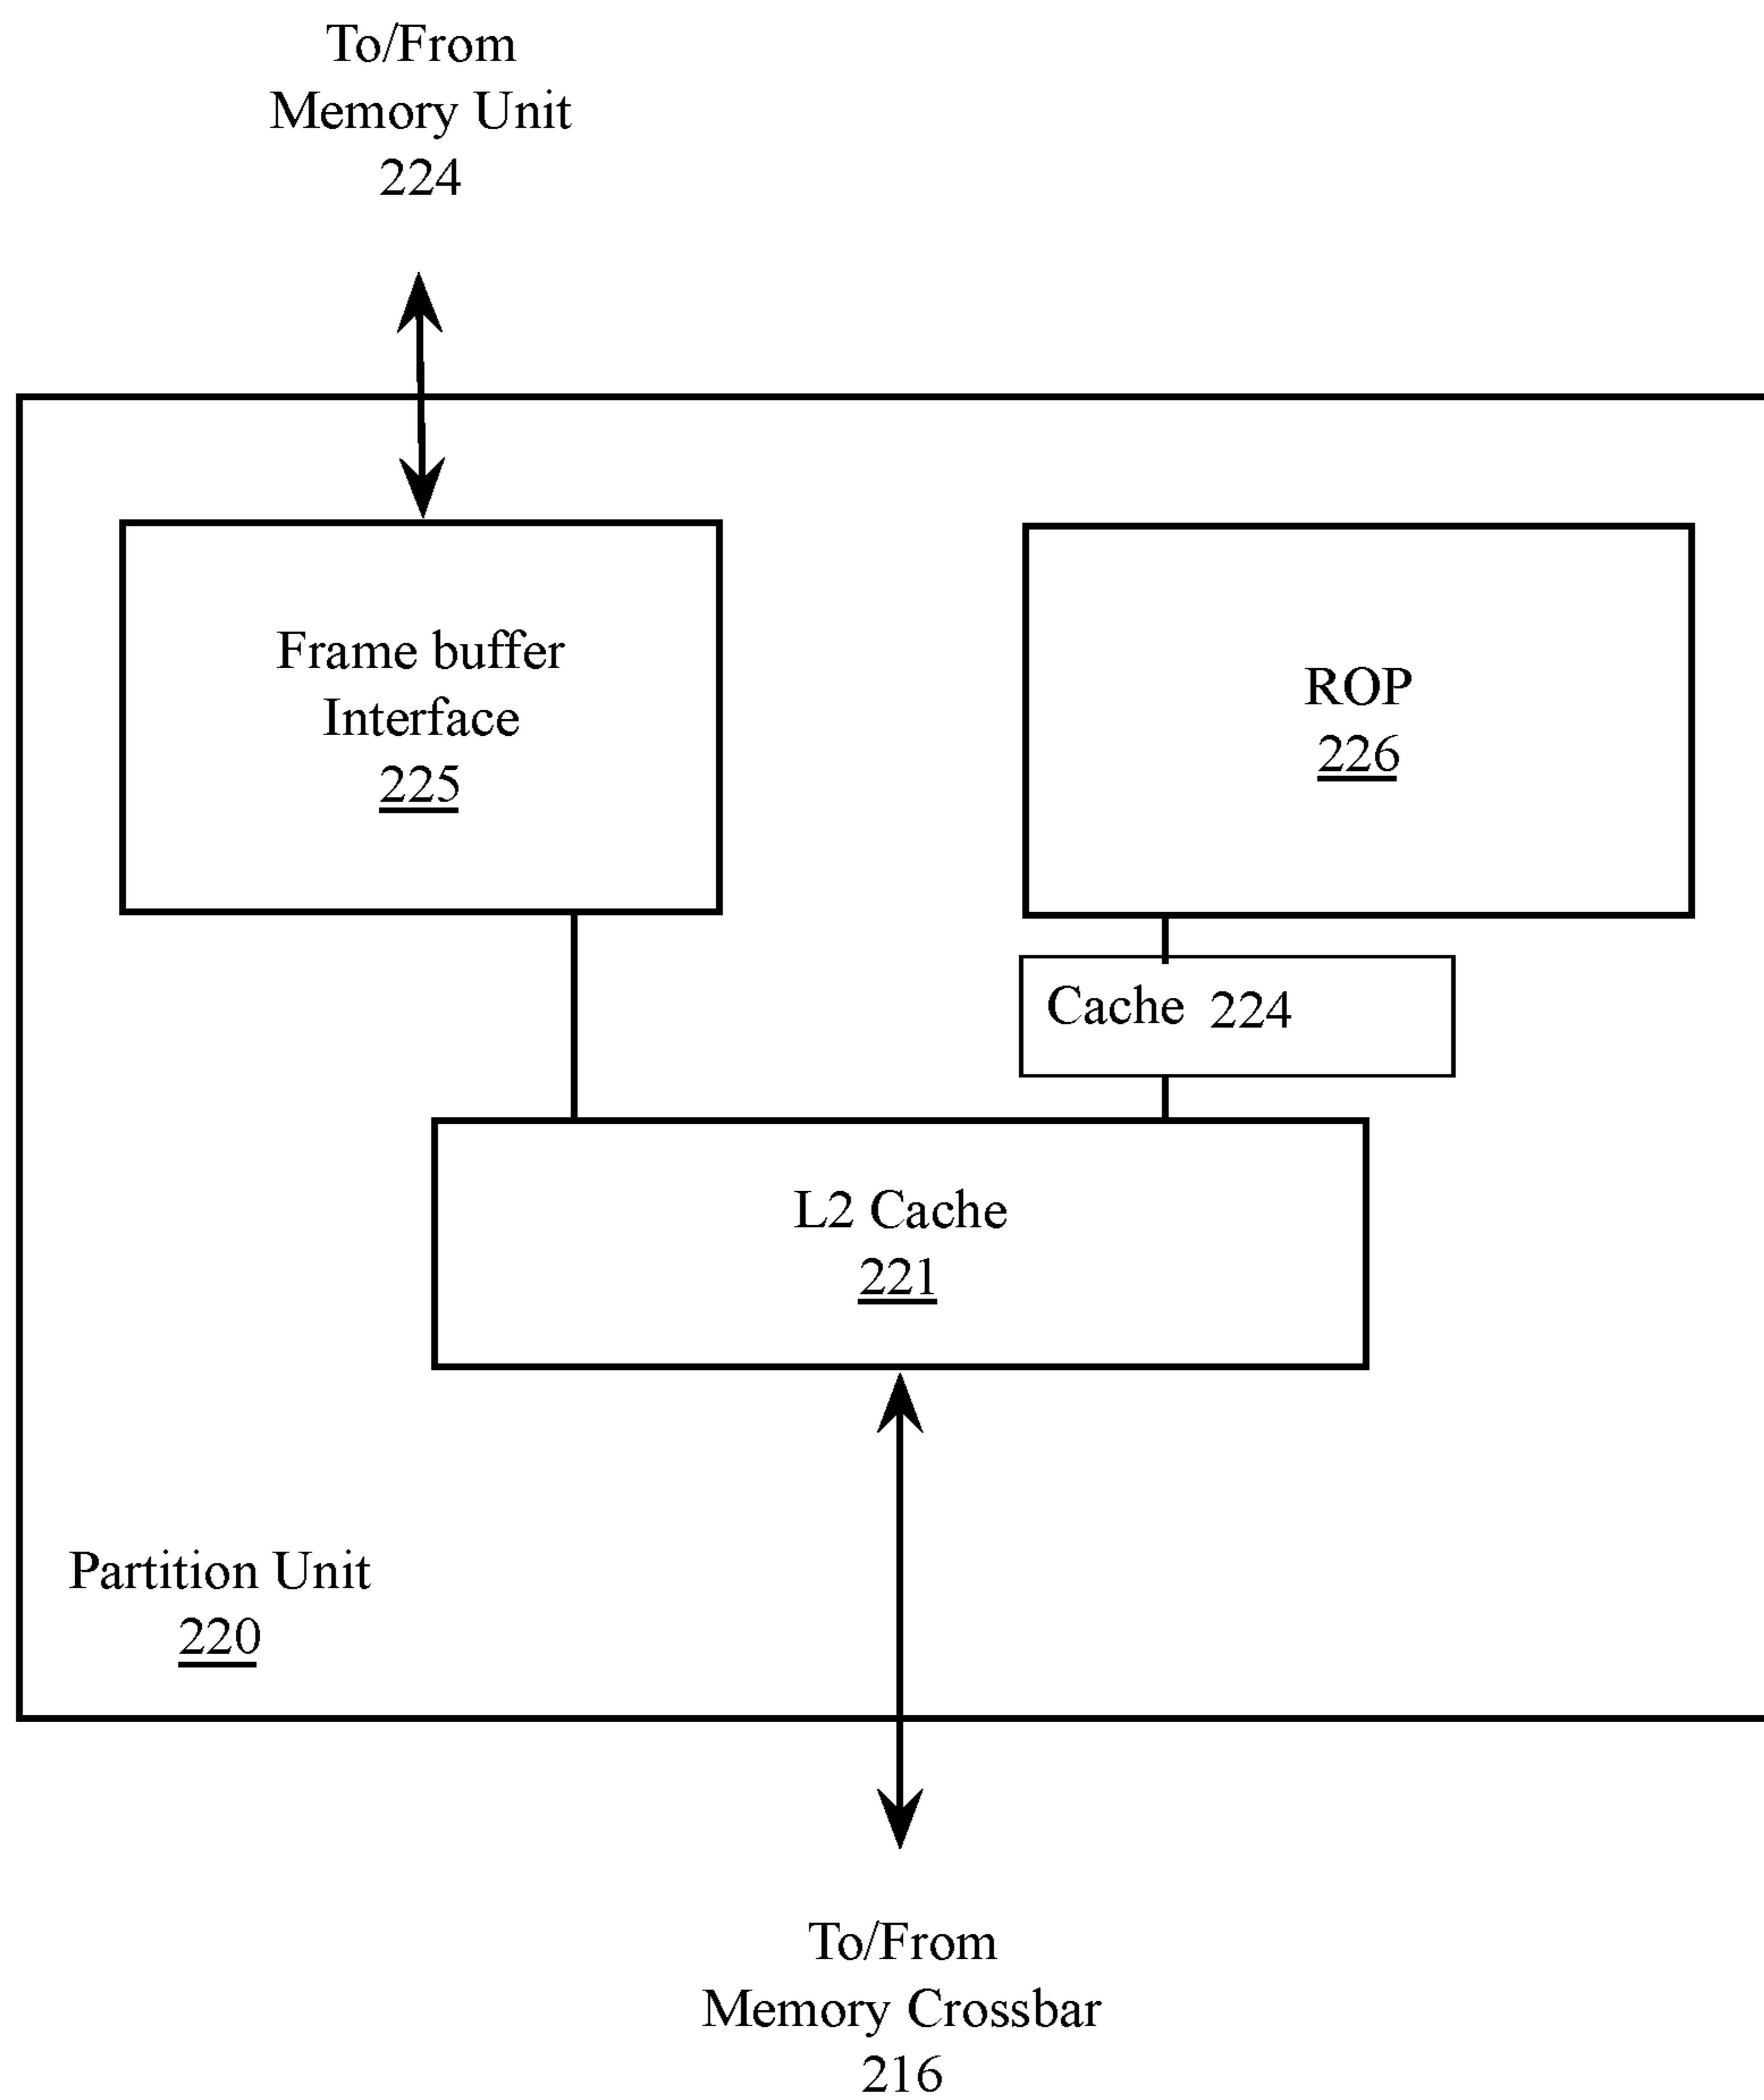 To/From
Memory Unit
224
Frame buffer
Interface
225
ROP
226
Cache 224
L2 Cache
221
Partition Unit
220
To/From
Memory Crossbar
216